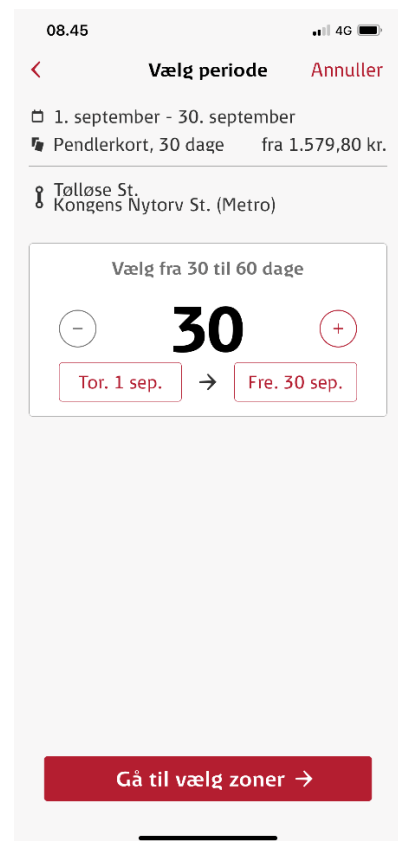 08.45 4G
Vælg periode Annuller
1. september - 30. september
Pendlerkort, 30 dage fra 1.579,80 kr.
Tølløse St.
Kongens Nytorv St. (Metro)
Vælg fra 30 til 60 dage
− 30 +
Tor. 1 sep. → Fre. 30 sep.
Gå til vælg zoner →